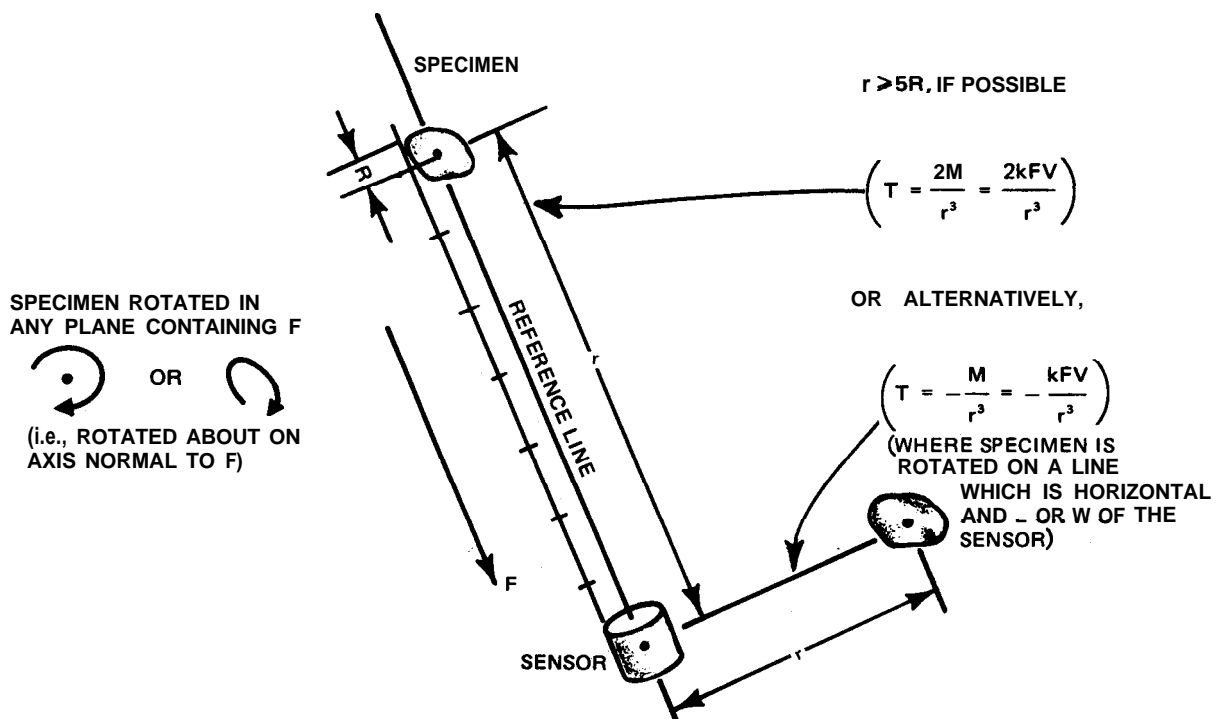 SPECIMEN
r ⩾ 5R, IF POSSIBLE
R
(T = 2M/r³ = 2kFV/r³)
OR ALTERNATIVELY,
SPECIMEN ROTATED IN
ANY PLANE CONTAINING F
OR
(i.e., ROTATED ABOUT ON
AXIS NORMAL TO F)
REFERENCE LINE
r
(T = - M/r³ = - kFV/r³)
(WHERE SPECIMEN IS
ROTATED ON A LINE
WHICH IS HORIZONTAL
AND – OR W OF THE
SENSOR)
F
SENSOR
r